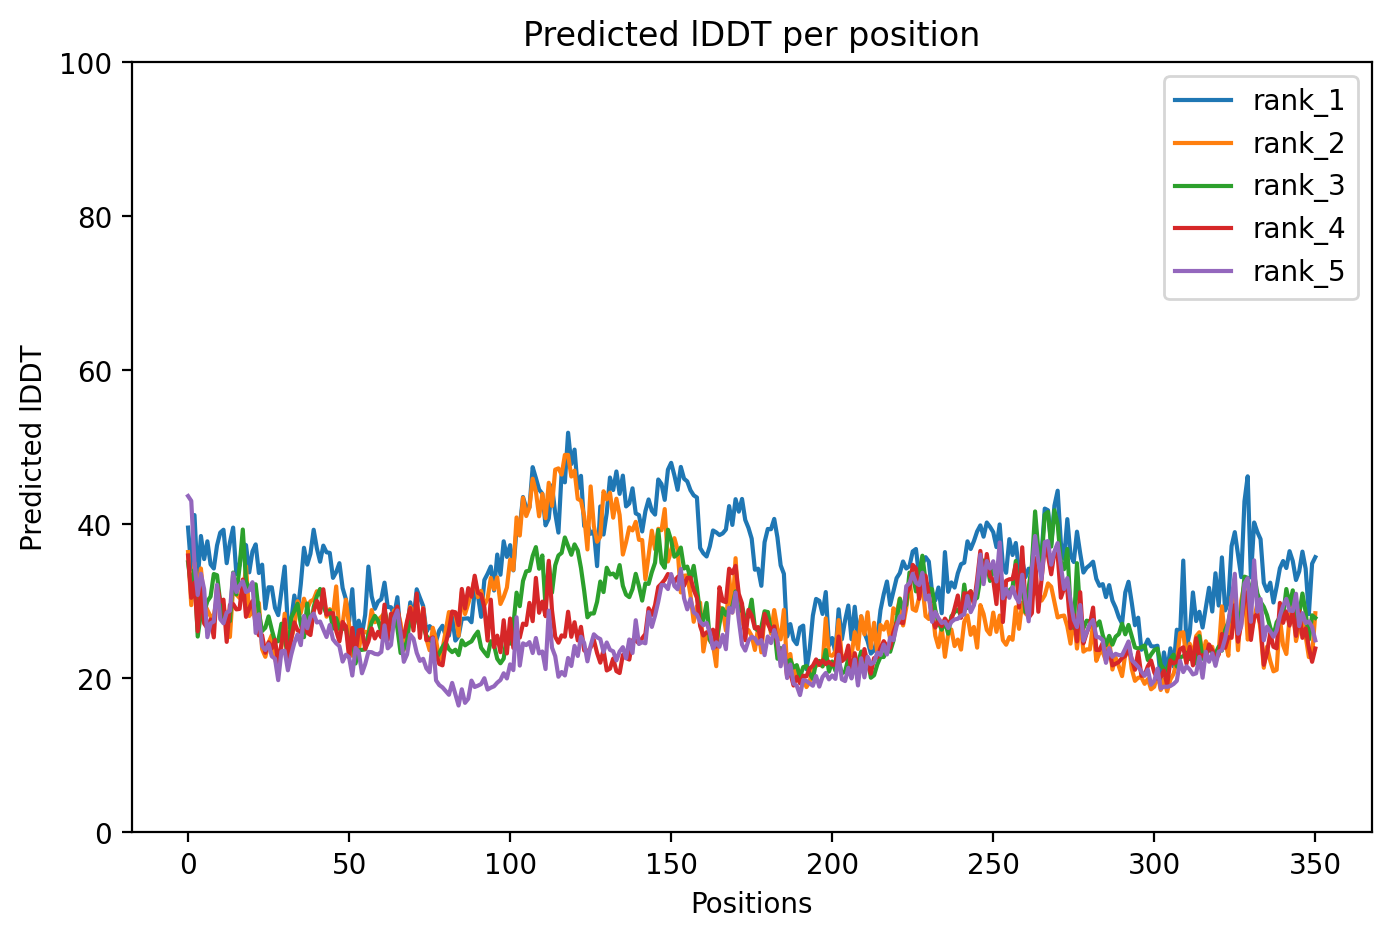 Predicted lDDT per position
100
80
60
40
20
0
Predicted lDDT
0 50 100 150 200 250 300 350
Positions
rank_1
rank_2
rank_3
rank_4
rank_5